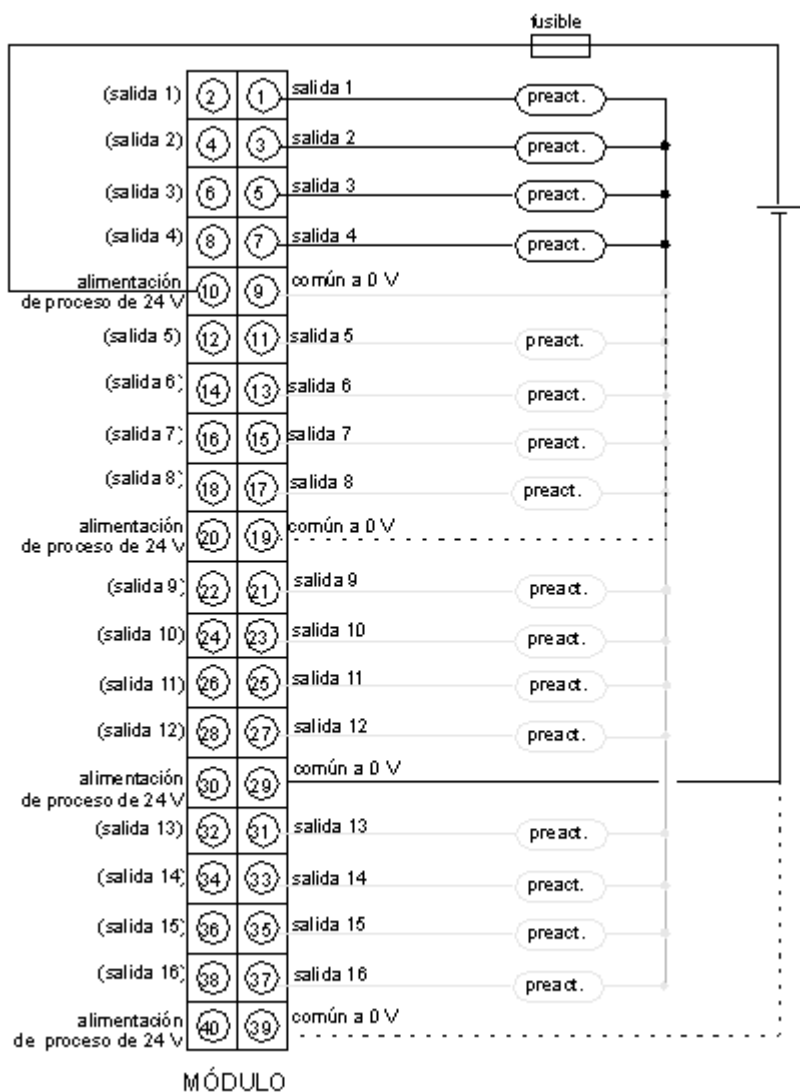 fusible
(salida 1) 2 1 salida 1 preact.
(salida 2) 4 3 salida 2 preact.
(salida 3) 6 5 salida 3 preact.
(salida 4) 8 7 salida 4 preact.
alimentación
de proceso de 24 V 10 9 común a 0 V
(salida 5) 12 11 salida 5 preact.
(salida 6) 14 13 salida 6 preact.
(salida 7) 16 15 salida 7 preact.
(salida 8) 18 17 salida 8 preact.
alimentación
de proceso de 24 V 20 19 común a 0 V
(salida 9) 22 21 salida 9 preact.
(salida 10) 24 23 salida 10 preact.
(salida 11) 26 25 salida 11 preact.
(salida 12) 28 27 salida 12 preact.
alimentación
de proceso de 24 V 30 29 común a 0 V
(salida 13) 32 31 salida 13 preact.
(salida 14) 34 33 salida 14 preact.
(salida 15) 36 35 salida 15 preact.
(salida 16) 38 37 salida 16 preact.
alimentación
de proceso de 24 V 40 39 común a 0 V
MÓDULO